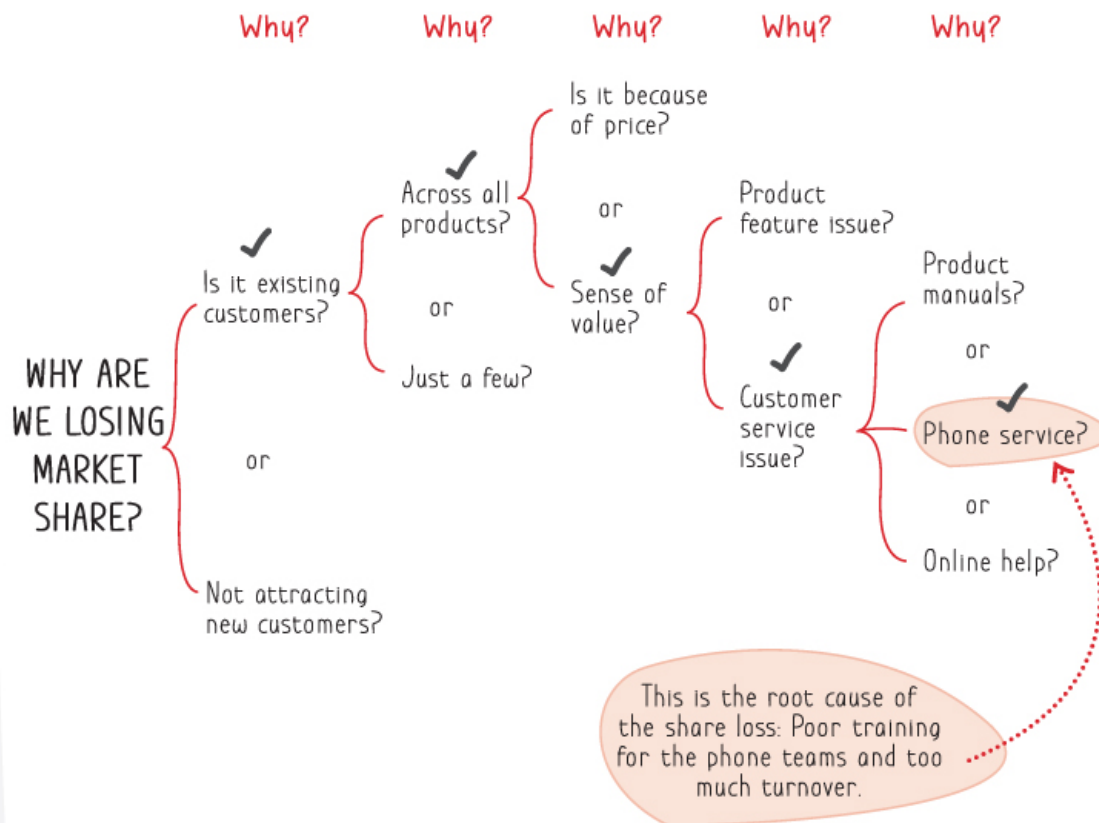 Why? Why? Why? Why? Why?
Is it because
of price?
or
Across all
products?
Product
feature issue?
or
Is it existing
customers?
Sense of
value?
or
Product
manuals?
or
Just a few?
WHY ARE
WE LOSING
MARKET
SHARE?
or
Customer
service
issue?
Phone service?
or
Online help?
Not attracting
new customers?
This is the root cause of
the share loss: Poor training
for the phone teams and too
much turnover.